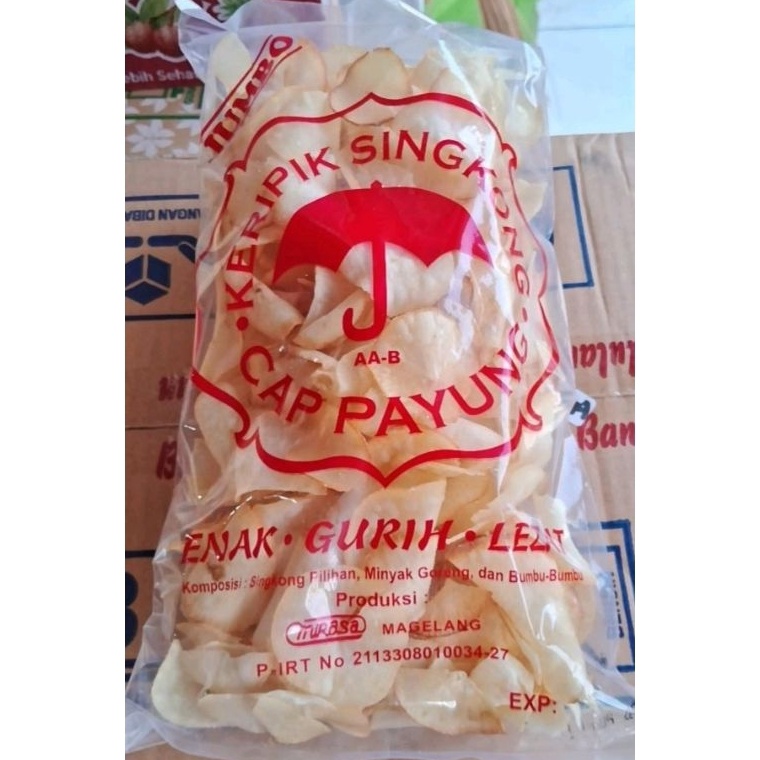 JUMBO
KERIPIK SINGKONG
AA-B
CAP PAYUNG
ENAK • GURIH • LEZAT
Komposisi : Singkong Pilihan, Minyak Goreng, dan Bumbu-Bumbu
Produksi :
mirasa MAGELANG
P-IRT No 2113308010034-27
EXP: